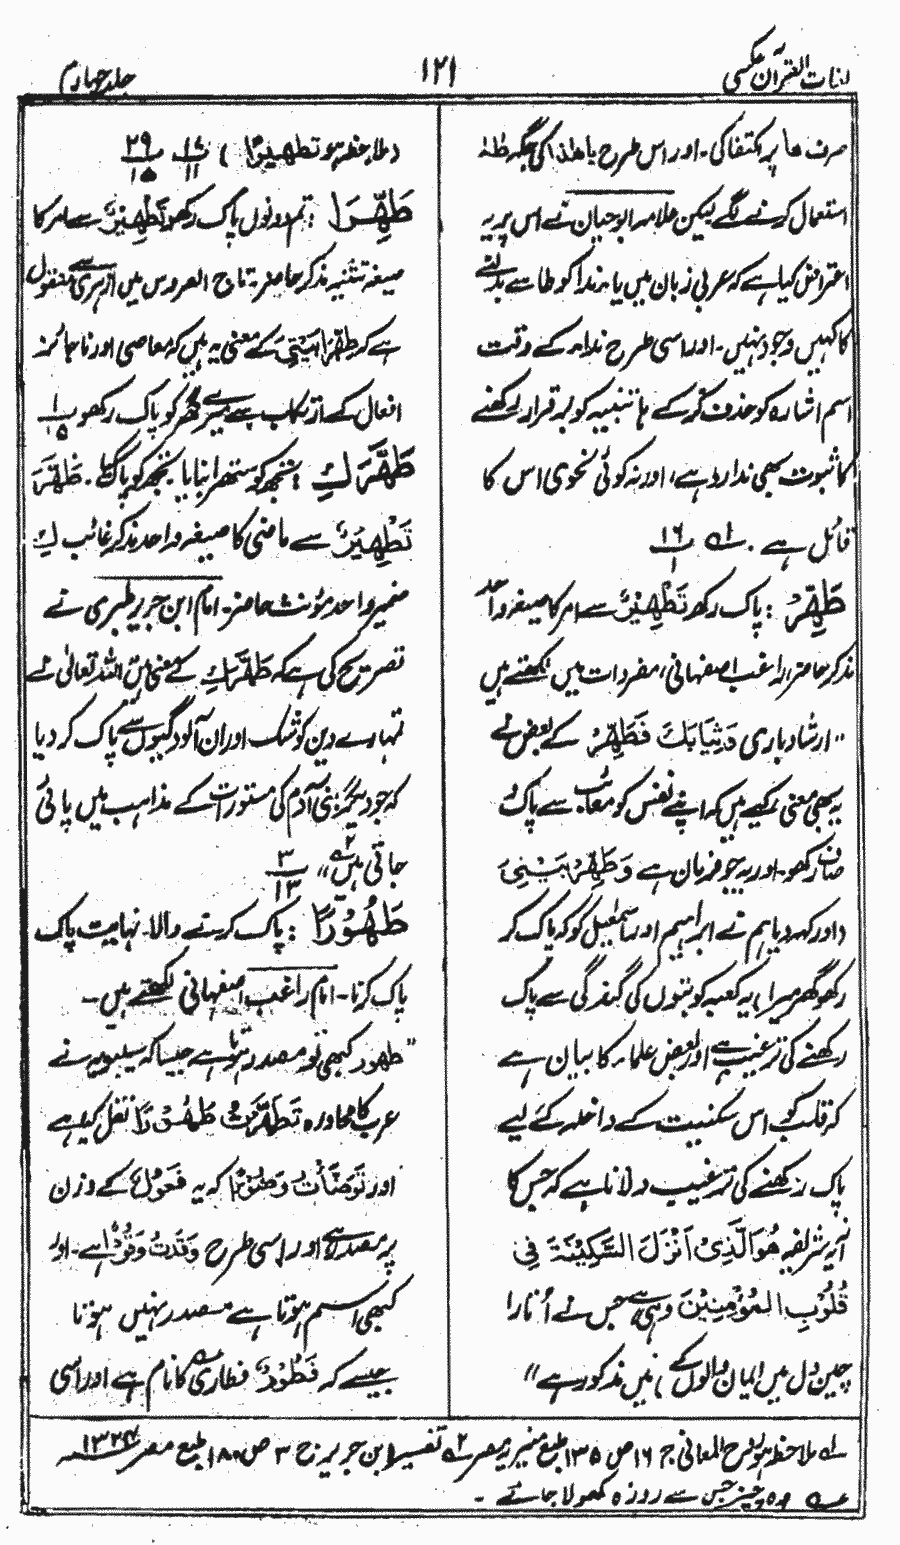 لغات القرآن مکمل
۱۲۱
جلد چہارم
صرف ھا پر اکتفا کی۔ اور اس طرح یا ھٰذا کی جگہ طٰہٰ
استعمال کرنے لگے لیکن علامہ ابو حیان نے اس پر یہ
اعتراض کیا ہے کہ عربی زبان میں یا، ندا کو طا سے بدلنے
کا کہیں وجود نہیں۔ اور اسی طرح نداء کے وقت
اسم اشارہ کو حذف کر کے ہا تنبیہ کو برقرار رکھنے
کا ثبوت بھی ندارد ہے، اور نہ کوئی نحوی اس کا
قائل ہے۔ ۱ے ۱۶/۱
طَهِّرْ : پاک رکھ تَطْهِيْرٌ سے امر کا صیغہ واحد
مذکر حاضر، راغب اصفہانی، مفردات میں لکھتے ہیں
"ارشاد باری وَثِيَابَكَ فَطَهِّرْ کے بعض نے
یہ بھی معنی کیے ہیں کہ اپنے نفس کو معائب سے پاک
صاف رکھو۔ اور یہ جو فرمان ہے وَطَهِّرْ بَيْتِيَ
(اور کہہ دیا ہم نے ابراہیم اور اسمٰعیل کو کہ پاک کر
رکھو گھر میرا) یہ کعبہ کو بتوں کی گندگی سے پاک
رکھنے کی ترغیب ہے اور بعض علماء کا بیان ہے
کہ قلب کو اس سکینت کے داخلہ کے لیے
پاک رکھنے کی ترغیب دلانا ہے کہ جس کا
آیہ شریفہ هُوَ الَّذِيْ اَنْزَلَ السَّكِيْنَةَ فِيْ
قُلُوْبِ الْمُؤْمِنِيْنَ (وہی ہے جس نے اُتارا
چین دل میں ایمان والوں کے) میں مذکور ہے"
(ملاحظہ ہو تطهيرًا) ۱۷/۱۱ ۲۹/۱۵
طَهِّرَا : تم دونوں پاک رکھو تَطْهِيْرٌ سے امر کا
صیغہ تثنیہ مذکر حاضر۔ تاج العروس میں ازہری سے منقول
ہے کہ طَهِّرَا بَيْتِيَ کے معنی یہ ہیں کہ معاصی اور ناجائز
افعال کے ارتکاب سے میرے گھر کو پاک رکھو ۱/۱۵
طَهَّرَكِ : تجھ کو ستھرا بنایا، تجھ کو پاک کیا۔ طَهَّرَ
تَطْهِيْرٌ سے ماضی کا صیغہ واحد مذکر غائب كِ
ضمیر واحد مؤنث حاضر۔ امام ابن جریر طبری نے
تصریح کی ہے کہ طَهَّرَكِ کے معنی ہیں اللہ تعالٰی نے
تمہارے دین کو شک اور ان آلودگیوں سے پاک کر دیا
کہ جو دیگر بنی آدم کی مستورات کے مذاہب میں پائی
جاتی ہیں" ۲ے ۳/۱۳
طَهُوْرًا : پاک کرنے والا۔ نہایت پاک
پاک کرنا۔ امام راغب اصفہانی لکھتے ہیں۔
"طہور کبھی تو مصدر ہوتا ہے جیسا کہ سیبویہ نے
عرب کا محاورہ تَطَهَّرْتُ طَهُوْرًا نقل کیا ہے
اور تَوَضَّأْتُ وَضُوْءًا کہ یہ فَعُوْلٌ کے وزن
پر مصدر ہے اور اسی طرح وَقَدْتُ وَقُوْدًا ہے۔ اور
کبھی اسم ہوتا ہے مصدر نہیں ہوتا
جیسے کہ فَطُوْرٌ فطاری ۳ے کا نام ہے اور اسی
۱ے ملاحظہ ہو روح المعانی ج ۱۶ ص ۱۳۵ طبع منیریہ مصر ۲ے تفسیر ابن جریر ج ۳ ص ۱۸۰ طبع مصر ۱۳۲۴ھ
۳ے وہ چیز جس سے روزہ کھولا جائے۔